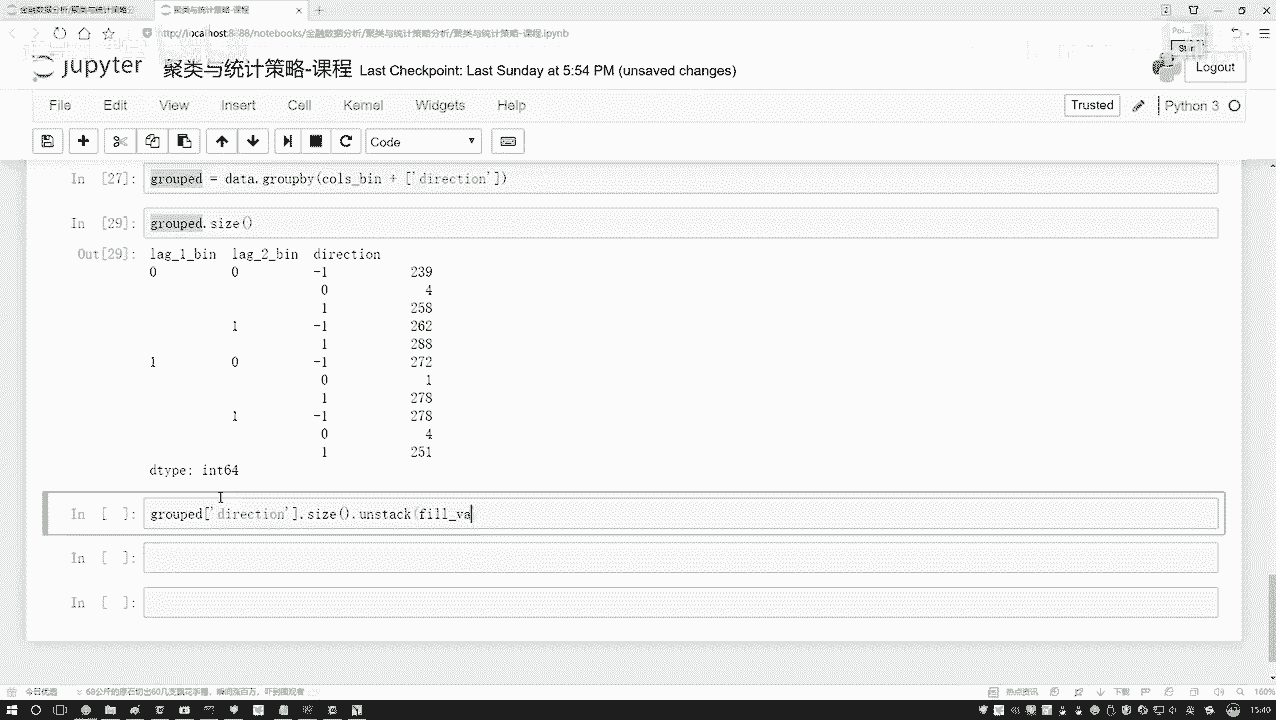 金融数据分析/聚类与统计策略
聚类与统计策略-课程
localhost:8888/notebooks/金融数据分析/聚类与统计策略分析/聚类与统计策略-课程.ipynb
jupyter 聚类与统计策略-课程 Last Checkpoint: Last Sunday at 5:54 PM (unsaved changes)
Logout
File Edit View Insert Cell Kernel Widgets Help
Trusted Python 3
Code
In [27]: grouped = data.groupby(cols_bin + ['direction'])
In [29]: grouped.size()
Out[29]: lag_1_bin lag_2_bin direction
0 0 -1 239
0 4
1 258
1 -1 262
1 288
1 0 -1 272
0 1
1 278
1 -1 278
0 4
1 251
dtype: int64
In [ ]: grouped['direction'].size().unstack(fill_va
In [ ]:
In [ ]:
热点资讯 下载 160%
15:40